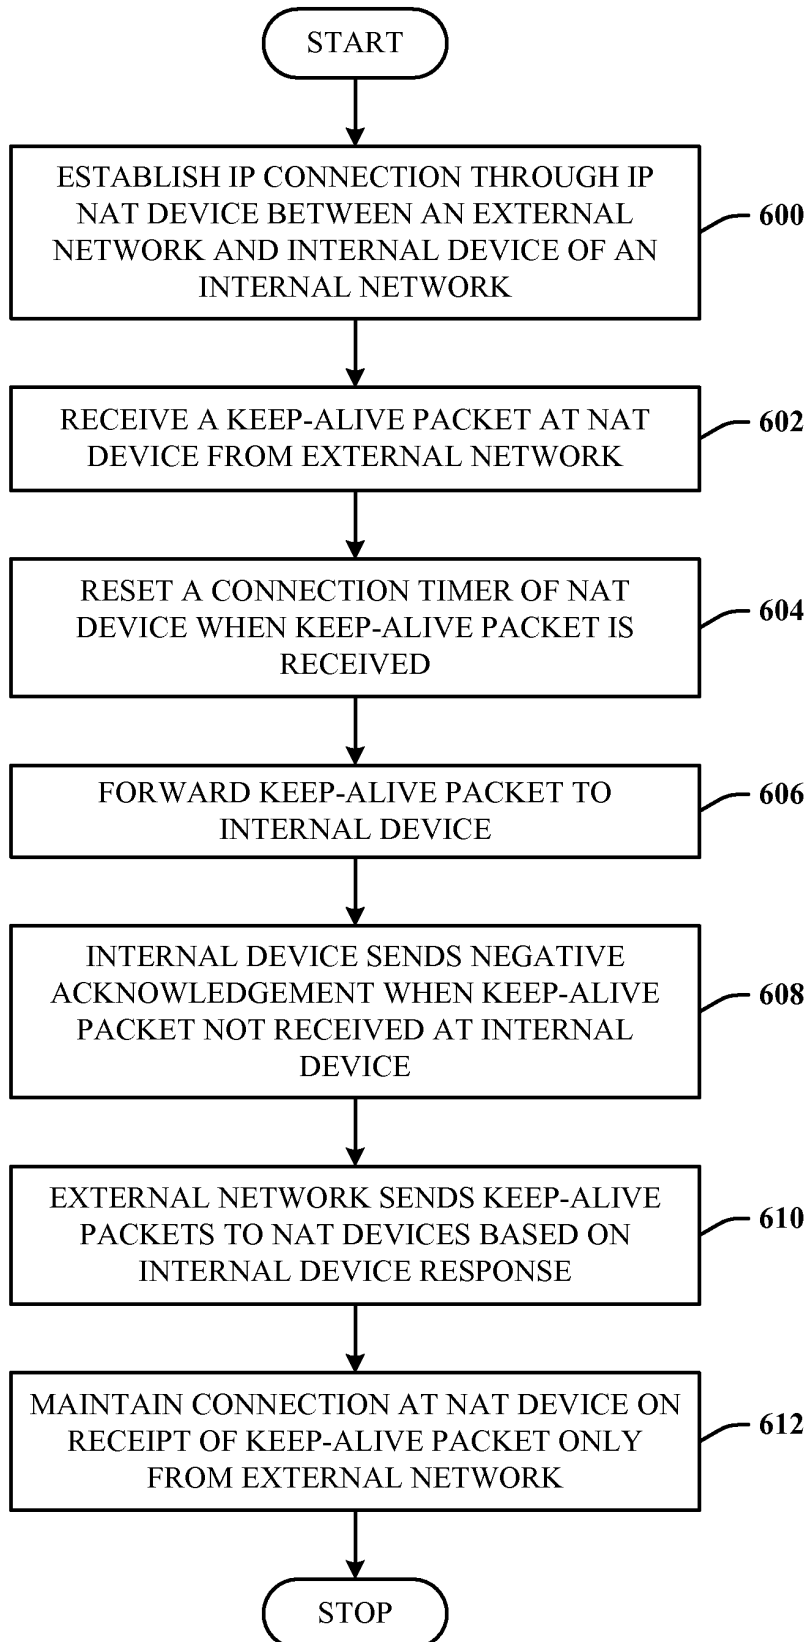 START
ESTABLISH IP CONNECTION THROUGH IP
NAT DEVICE BETWEEN AN EXTERNAL
NETWORK AND INTERNAL DEVICE OF AN
INTERNAL NETWORK
600
RECEIVE A KEEP-ALIVE PACKET AT NAT
DEVICE FROM EXTERNAL NETWORK
602
RESET A CONNECTION TIMER OF NAT
DEVICE WHEN KEEP-ALIVE PACKET IS
RECEIVED
604
FORWARD KEEP-ALIVE PACKET TO
INTERNAL DEVICE
606
INTERNAL DEVICE SENDS NEGATIVE
ACKNOWLEDGEMENT WHEN KEEP-ALIVE
PACKET NOT RECEIVED AT INTERNAL
DEVICE
608
EXTERNAL NETWORK SENDS KEEP-ALIVE
PACKETS TO NAT DEVICES BASED ON
INTERNAL DEVICE RESPONSE
610
MAINTAIN CONNECTION AT NAT DEVICE ON
RECEIPT OF KEEP-ALIVE PACKET ONLY
FROM EXTERNAL NETWORK
612
STOP